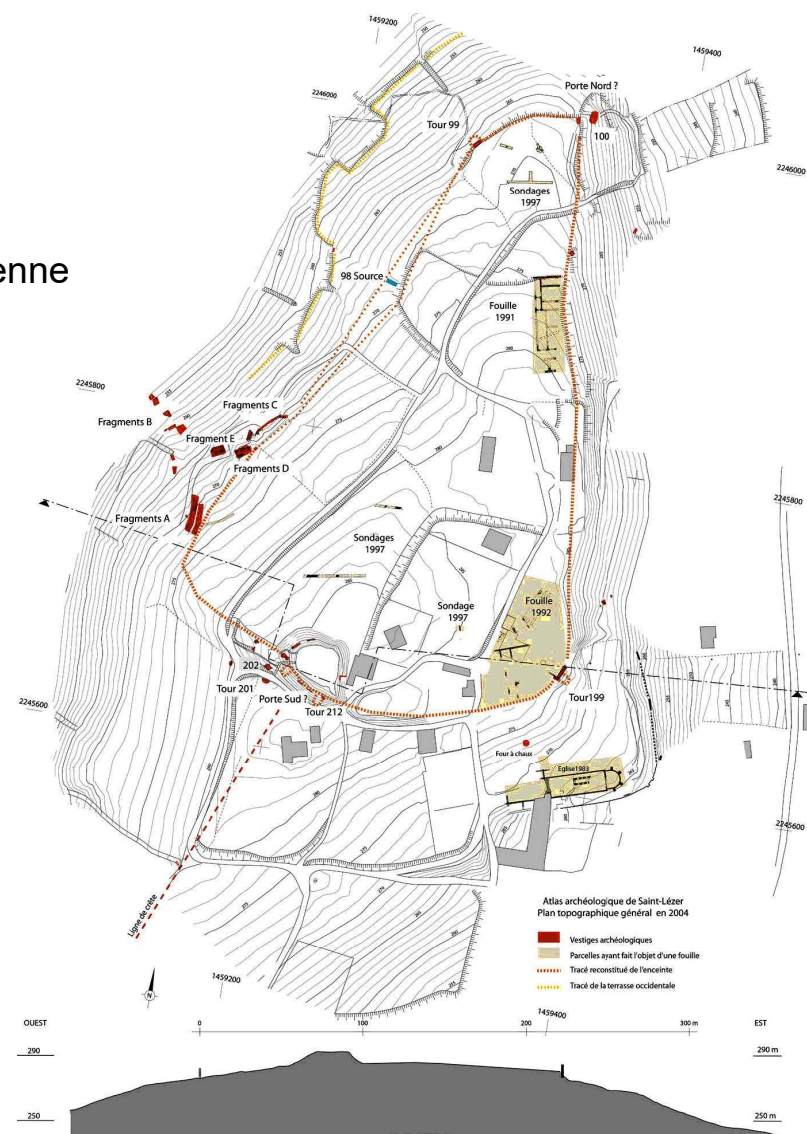 1459200
1459400
2246000
Porte Nord ?
Tour 99
100
2246000
Sondages
1997
enne
98 Source
Fouille
1991
2245800
Fragments C
Fragments B
Fragment E
Fragments D
2245800
Fragments A
Sondages
1997
Sondage
1997
Fouille
1992
202
Tour 201
Porte Sud ?
Tour 212
Tour199
2245600
Four à chaux
Eglise1983
2245600
Ligne de crête
Atlas archéologique de Saint-Lézer
Plan topographique général en 2004
Vestiges archéologiques
Parcelles ayant fait l'objet d'une fouille
Tracé reconstitué de l'enceinte
Tracé de la terrasse occidentale
N
1459200
1459400
OUEST
0
100
200
300 m
EST
290
290 m
250
250 m